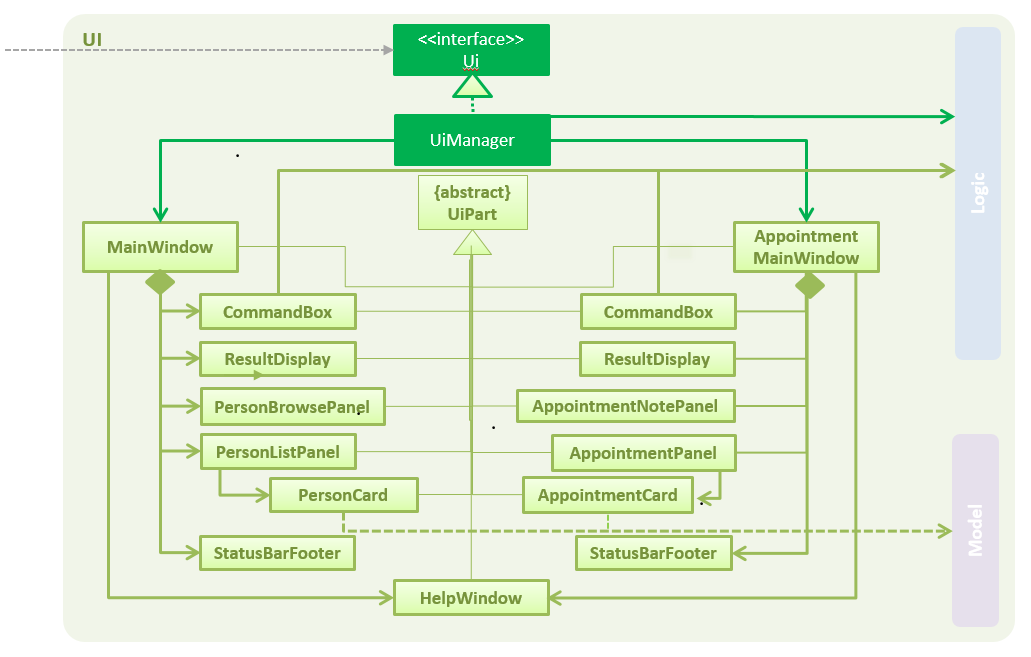 UI
<<interface>>
Ui
UiManager
{abstract}
UiPart
Logic
MainWindow
Appointment
MainWindow
CommandBox
CommandBox
ResultDisplay
ResultDisplay
PersonBrowsePanel
AppointmentNotePanel
PersonListPanel
AppointmentPanel
PersonCard
AppointmentCard
Model
StatusBarFooter
StatusBarFooter
HelpWindow